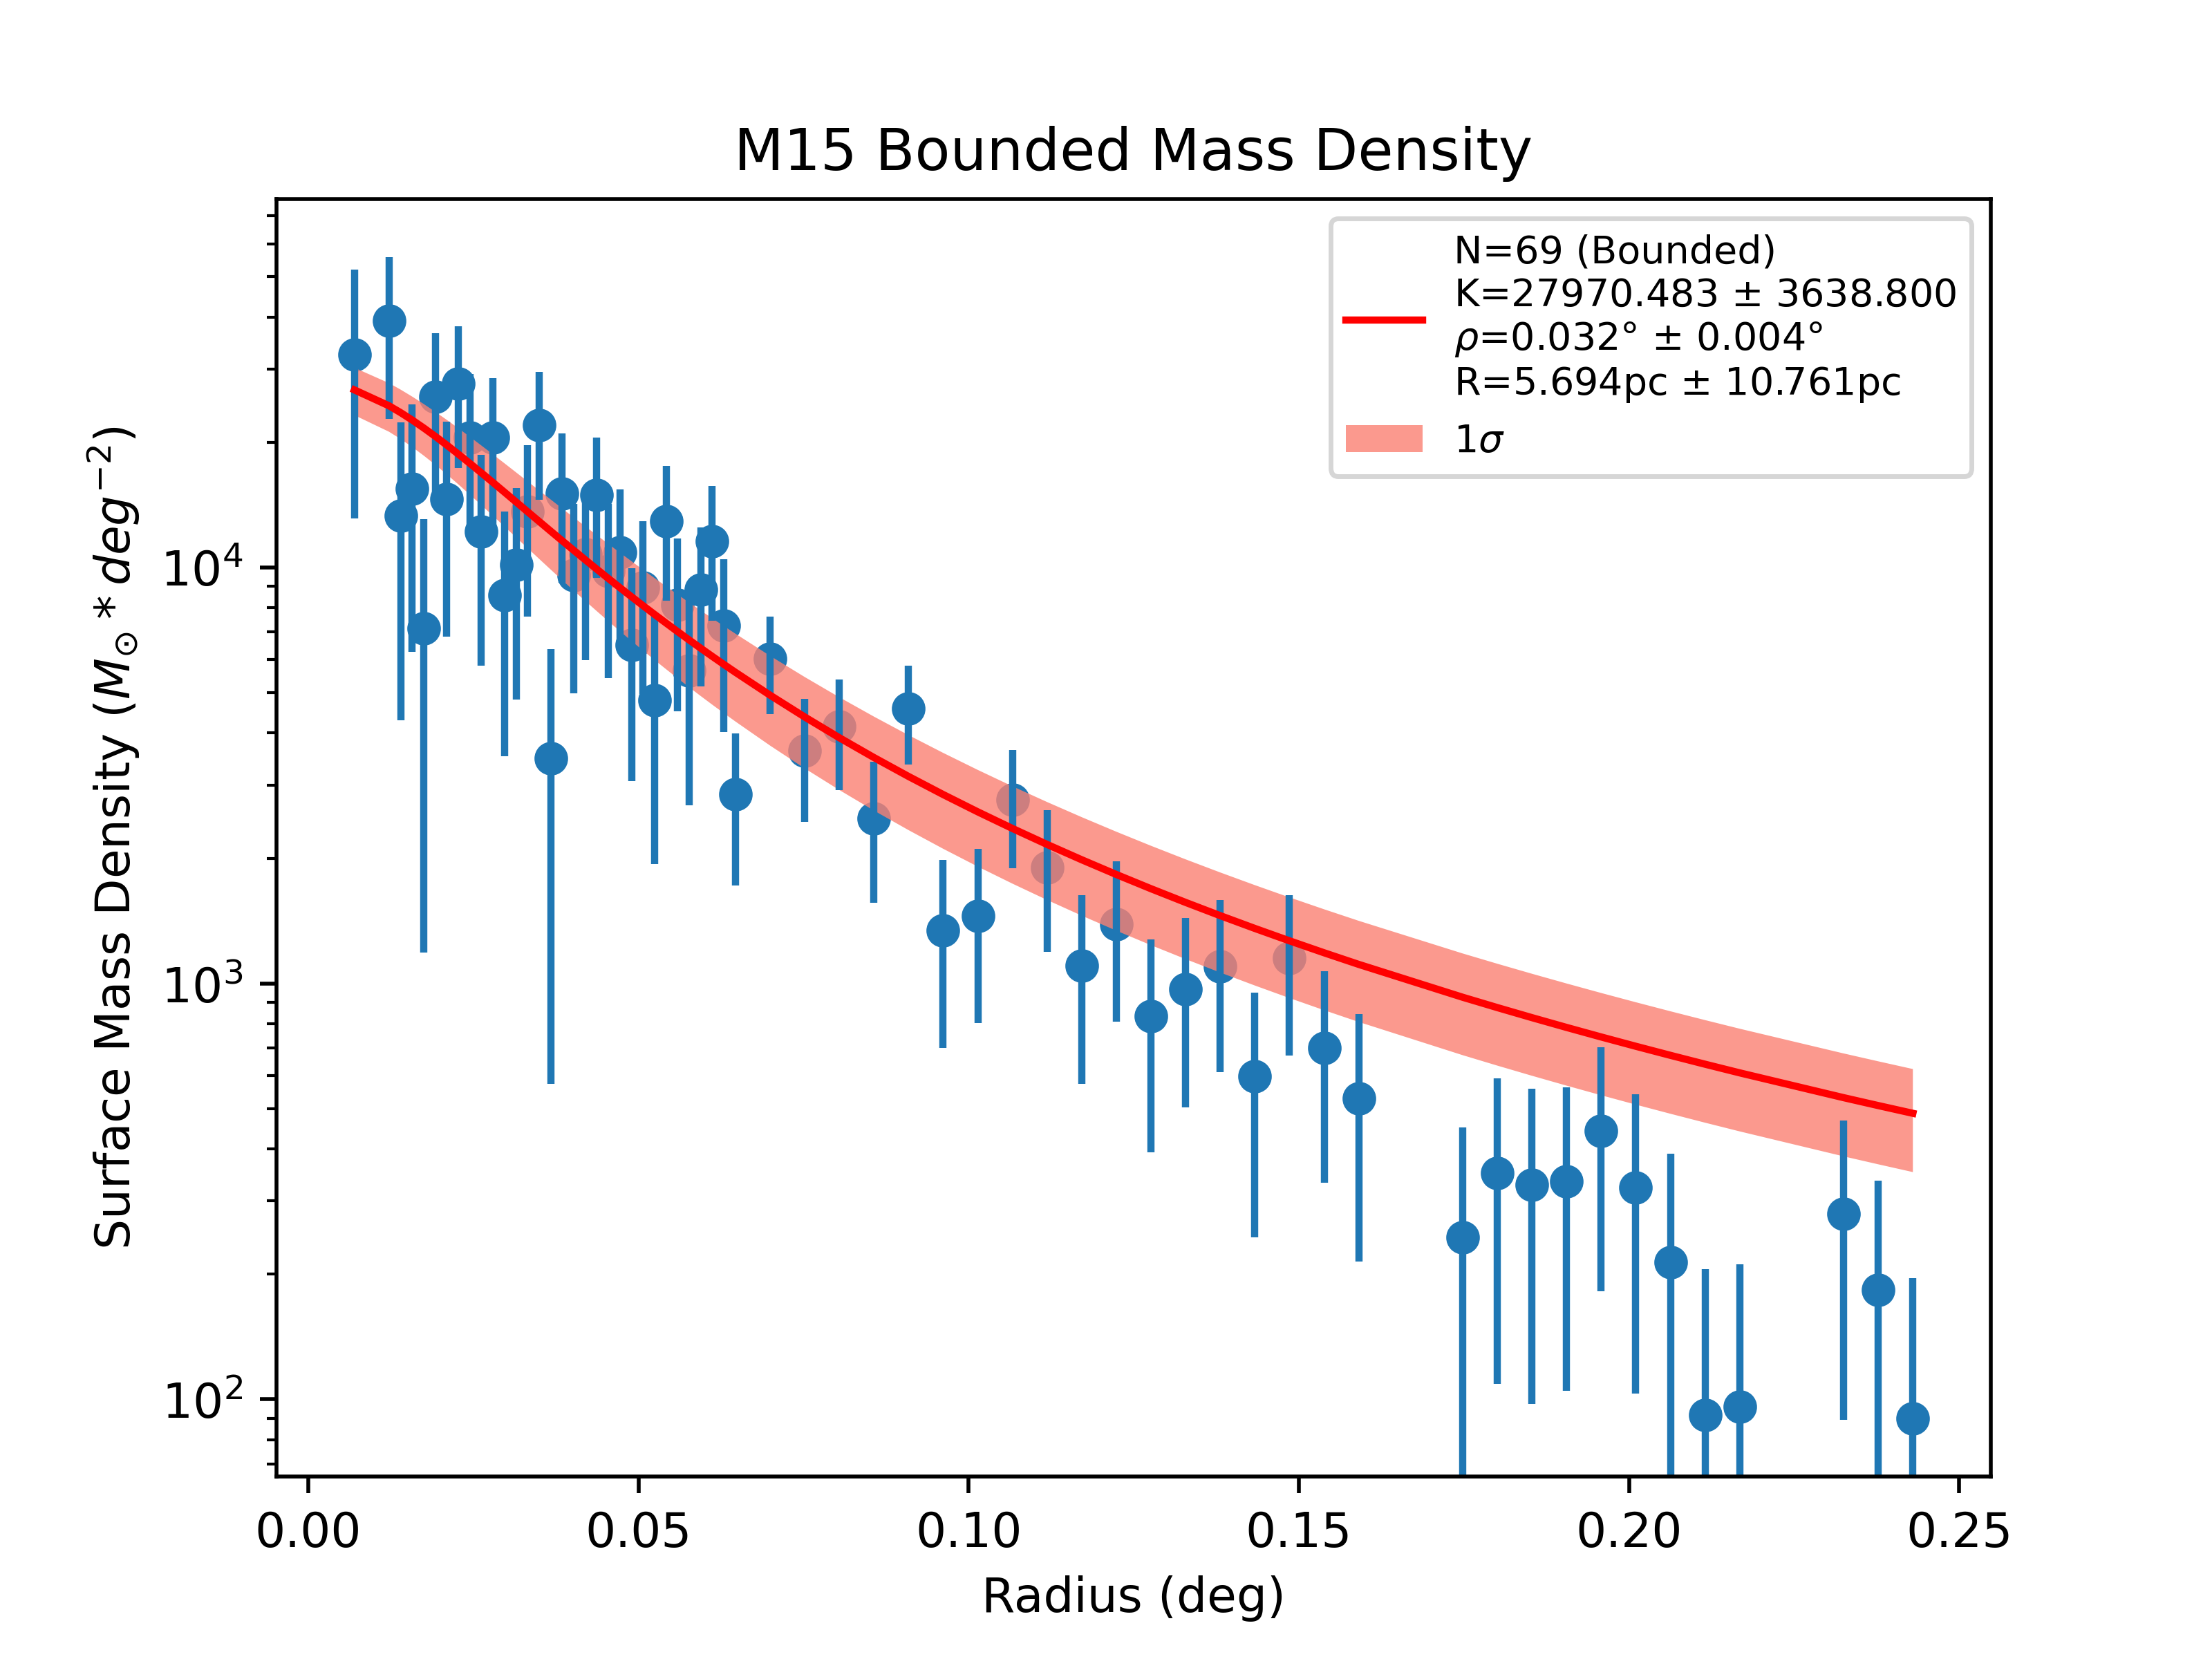 M15 Bounded Mass Density
N=69 (Bounded)
K=27970.483 ± 3638.800
ρ=0.032° ± 0.004°
R=5.694pc ± 10.761pc
1σ
Surface Mass Density (M⊙ * deg⁻²)
10⁴
10³
10²
0.00 0.05 0.10 0.15 0.20 0.25
Radius (deg)